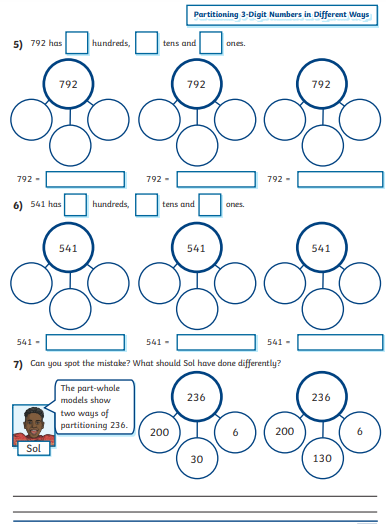 Partitioning 3-Digit Numbers in Different Ways
5) 792 has hundreds, tens and ones.
792 792 792
792 = 792 = 792 =
6) 541 has hundreds, tens and ones.
541 541 541
541 = 541 = 541 =
7) Can you spot the mistake? What should Sol have done differently?
The part-whole
models show
two ways of
partitioning 236.
Sol
236 236
200 6 200 6
30 130